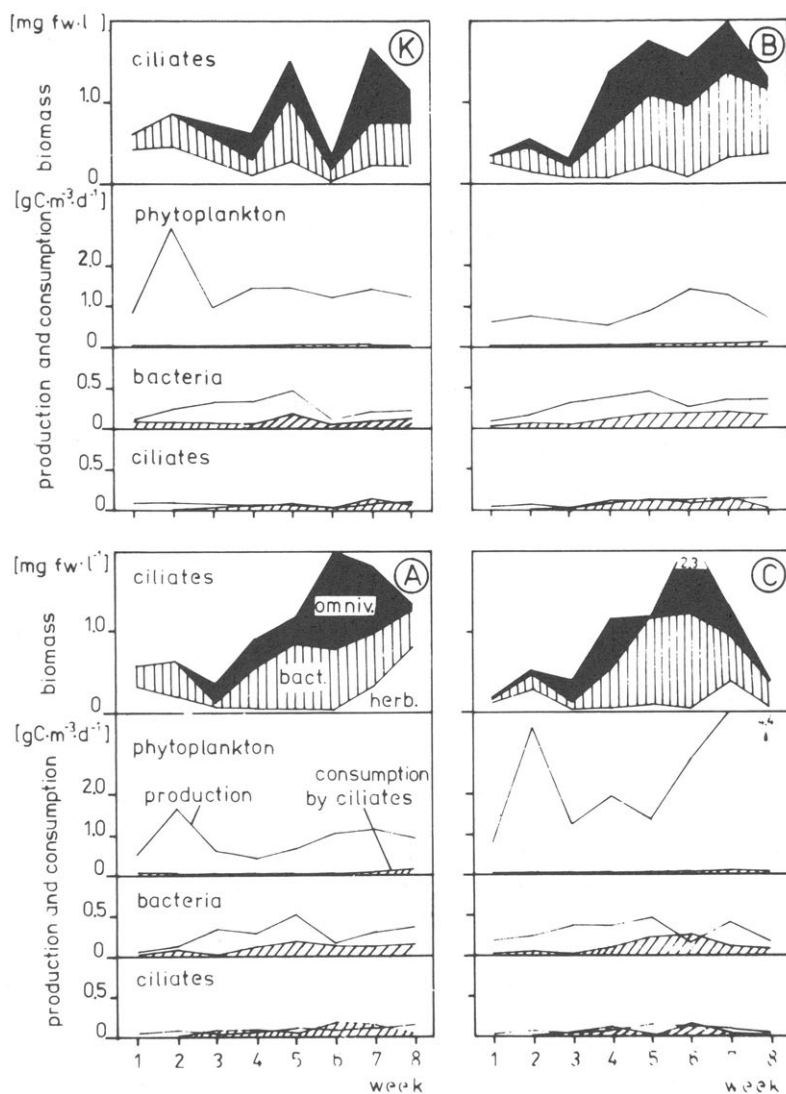 [mg fw·l
ciliates
K
1.0
0
biomass
[gC·m⁻³·d⁻¹]
phytoplankton
2.0
1.0
0
bacteria
0.5
0
ciliates
0.5
0
production and consumption
B
[mg fw·l⁻¹]
ciliates
A
1.0
0
omniv.
bact.
herb.
biomass
[gC·m⁻³·d⁻¹]
phytoplankton
production
consumption
by ciliates
2.0
1.0
0
bacteria
0.5
0
ciliates
0.5
0
production and consumption
1 2 3 4 5 6 7 8
week
2.3
C
1 2 3 4 5 6 7 8
week